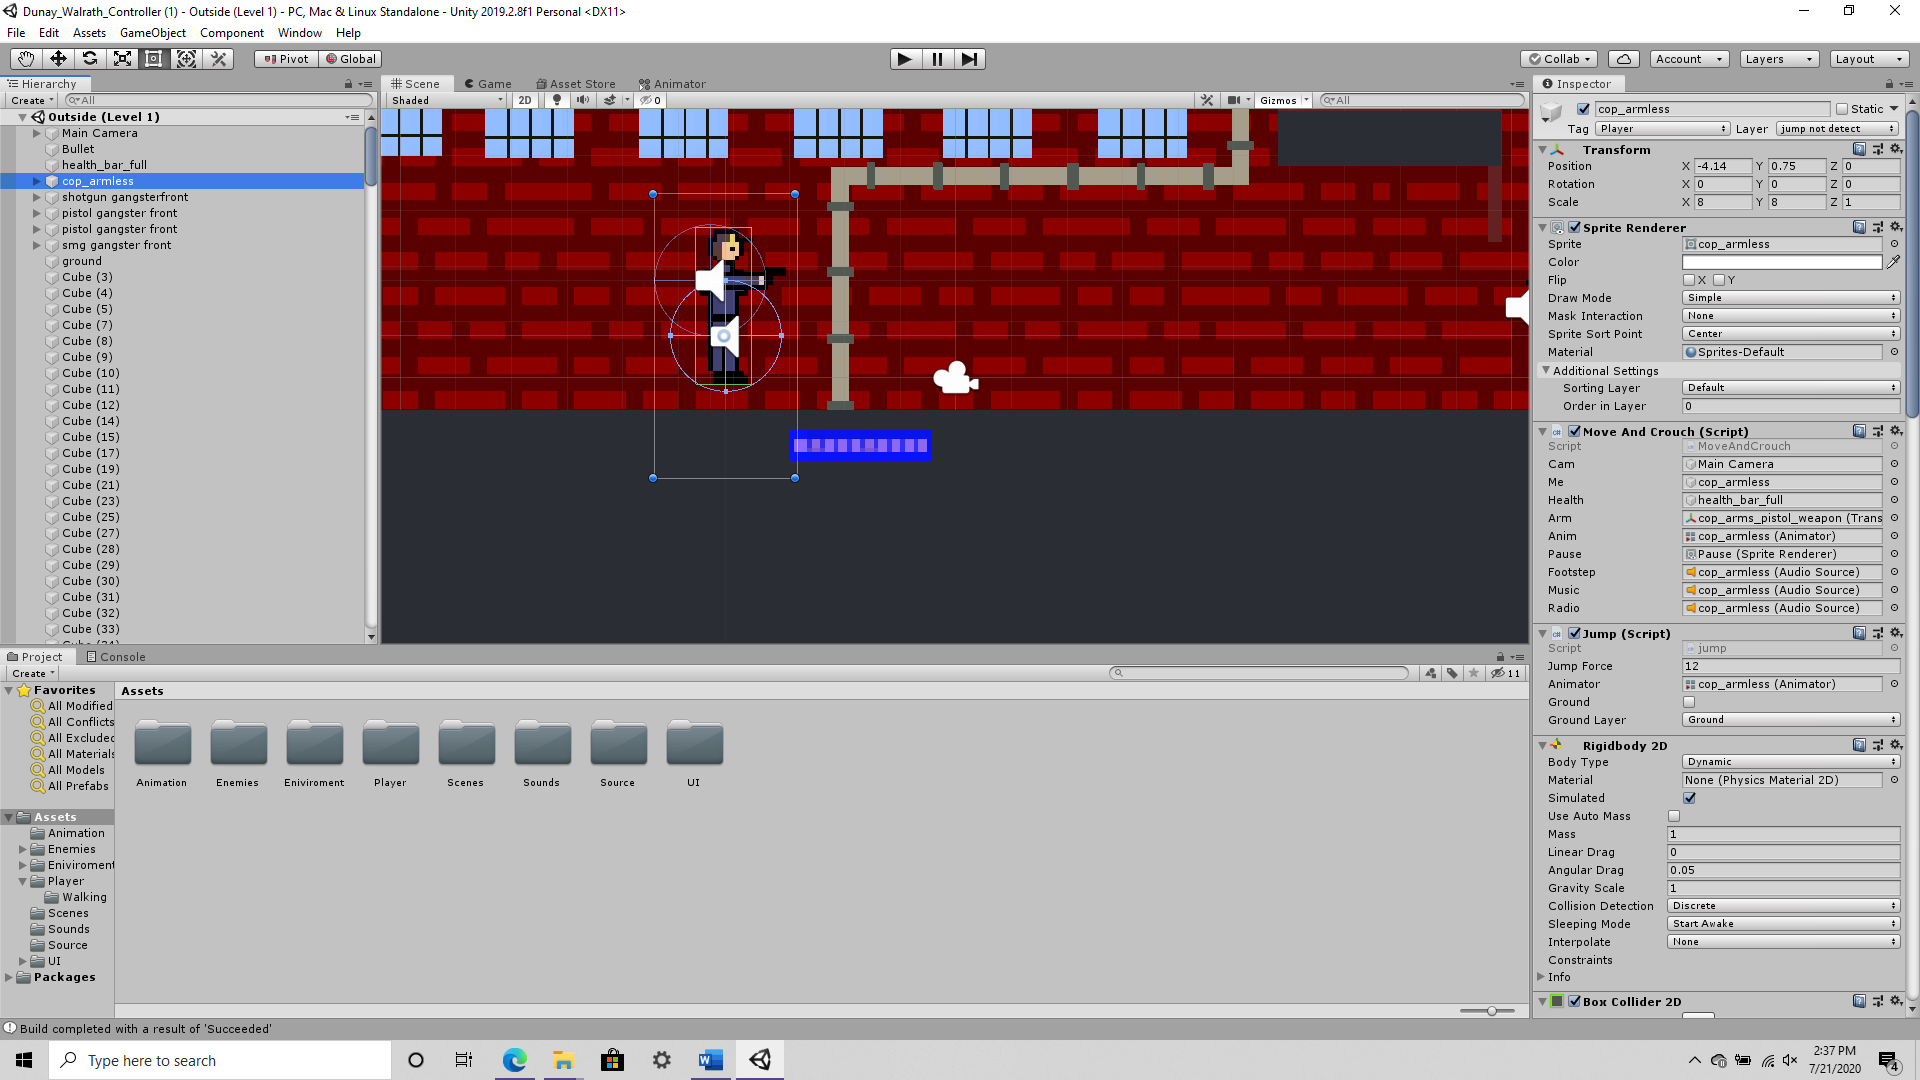 Dunay_Walrath_Controller (1) - Outside (Level 1) - PC, Mac & Linux Standalone - Unity 2019.2.8f1 Personal <DX11>
File Edit Assets GameObject Component Window Help
Pivot Global Collab Account Layers Layout
Hierarchy
Create All
Outside (Level 1)
Main Camera
Bullet
health_bar_full
cop_armless
shotgun gangsterfront
pistol gangster front
pistol gangster front
smg gangster front
ground
Cube (3)
Cube (4)
Cube (5)
Cube (7)
Cube (8)
Cube (9)
Cube (10)
Cube (11)
Cube (12)
Cube (14)
Cube (15)
Cube (17)
Cube (19)
Cube (21)
Cube (23)
Cube (25)
Cube (27)
Cube (28)
Cube (29)
Cube (30)
Cube (31)
Cube (32)
Cube (33)
Scene Game Asset Store Animator
Shaded 2D 0 Gizmos All
Inspector
cop_armless Static
Tag Player Layer jump not detect
Transform
Position X -4.14 Y 0.75 Z 0
Rotation X 0 Y 0 Z 0
Scale X 8 Y 8 Z 1
Sprite Renderer
Sprite cop_armless
Color
Flip X Y
Draw Mode Simple
Mask Interaction None
Sprite Sort Point Center
Material Sprites-Default
Additional Settings
Sorting Layer Default
Order in Layer 0
Move And Crouch (Script)
Script MoveAndCrouch
Cam Main Camera
Me cop_armless
Health health_bar_full
Arm cop_arms_pistol_weapon (Trans
Anim cop_armless (Animator)
Pause Pause (Sprite Renderer)
Footstep cop_armless (Audio Source)
Music cop_armless (Audio Source)
Radio cop_armless (Audio Source)
Jump (Script)
Script jump
Jump Force 12
Animator cop_armless (Animator)
Ground
Ground Layer Ground
Rigidbody 2D
Body Type Dynamic
Material None (Physics Material 2D)
Simulated
Use Auto Mass
Mass 1
Linear Drag 0
Angular Drag 0.05
Gravity Scale 1
Collision Detection Discrete
Sleeping Mode Start Awake
Interpolate None
Constraints
Info
Box Collider 2D
Project Console
Create 11
Favorites
All Modified
All Conflicts
All Excluded
All Materials
All Models
All Prefabs
Assets
Animation
Enemies
Eniviroment
Player
Walking
Scenes
Sounds
Source
UI
Packages
Assets
Animation Enemies Eniviroment Player Scenes Sounds Source UI
Build completed with a result of 'Succeeded'
Type here to search
2:37 PM
7/21/2020
4